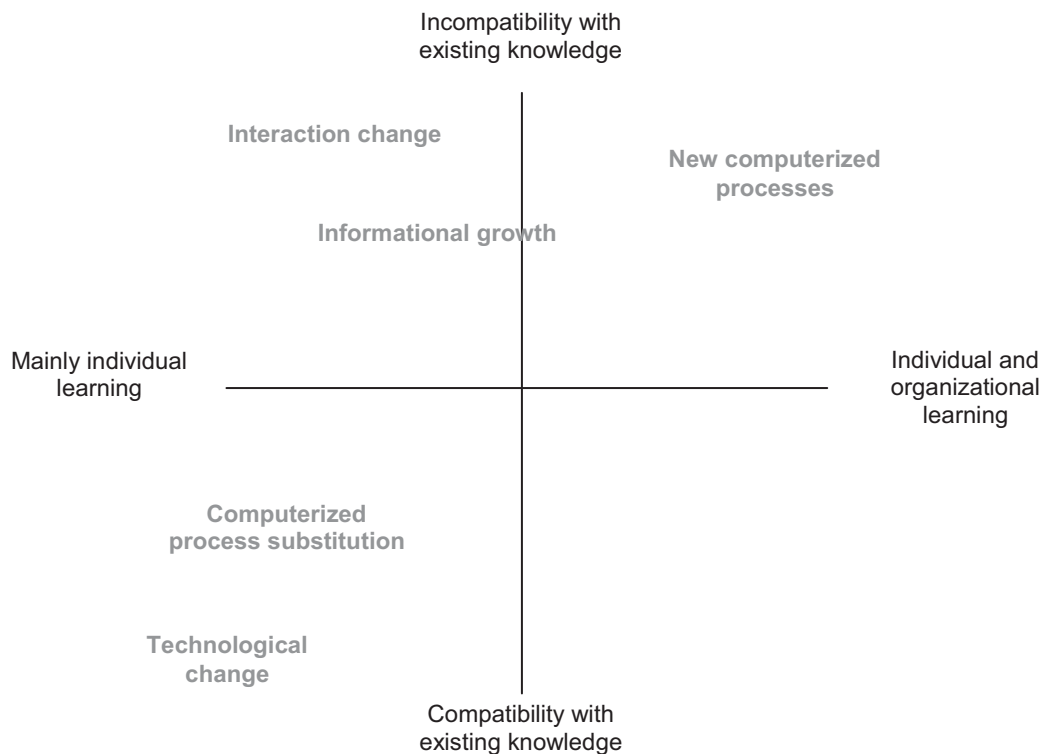 Incompatibility with
existing knowledge
Interaction change
New computerized
processes
Informational growth
Mainly individual
learning
Individual and
organizational
learning
Computerized
process substitution
Technological
change
Compatibility with
existing knowledge